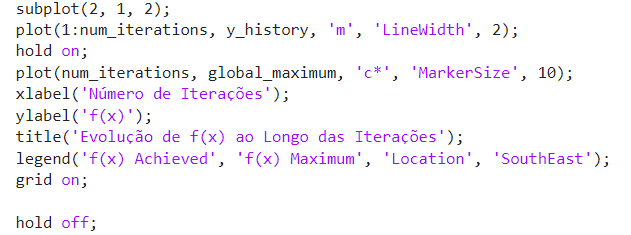 subplot(2, 1, 2);
plot(1:num_iterations, y_history, 'm', 'LineWidth', 2);
hold on;
plot(num_iterations, global_maximum, 'c*', 'MarkerSize', 10);
xlabel('Número de Iterações');
ylabel('f(x)');
title('Evolução de f(x) ao Longo das Iterações');
legend('f(x) Achieved', 'f(x) Maximum', 'Location', 'SouthEast');
grid on;
hold off;